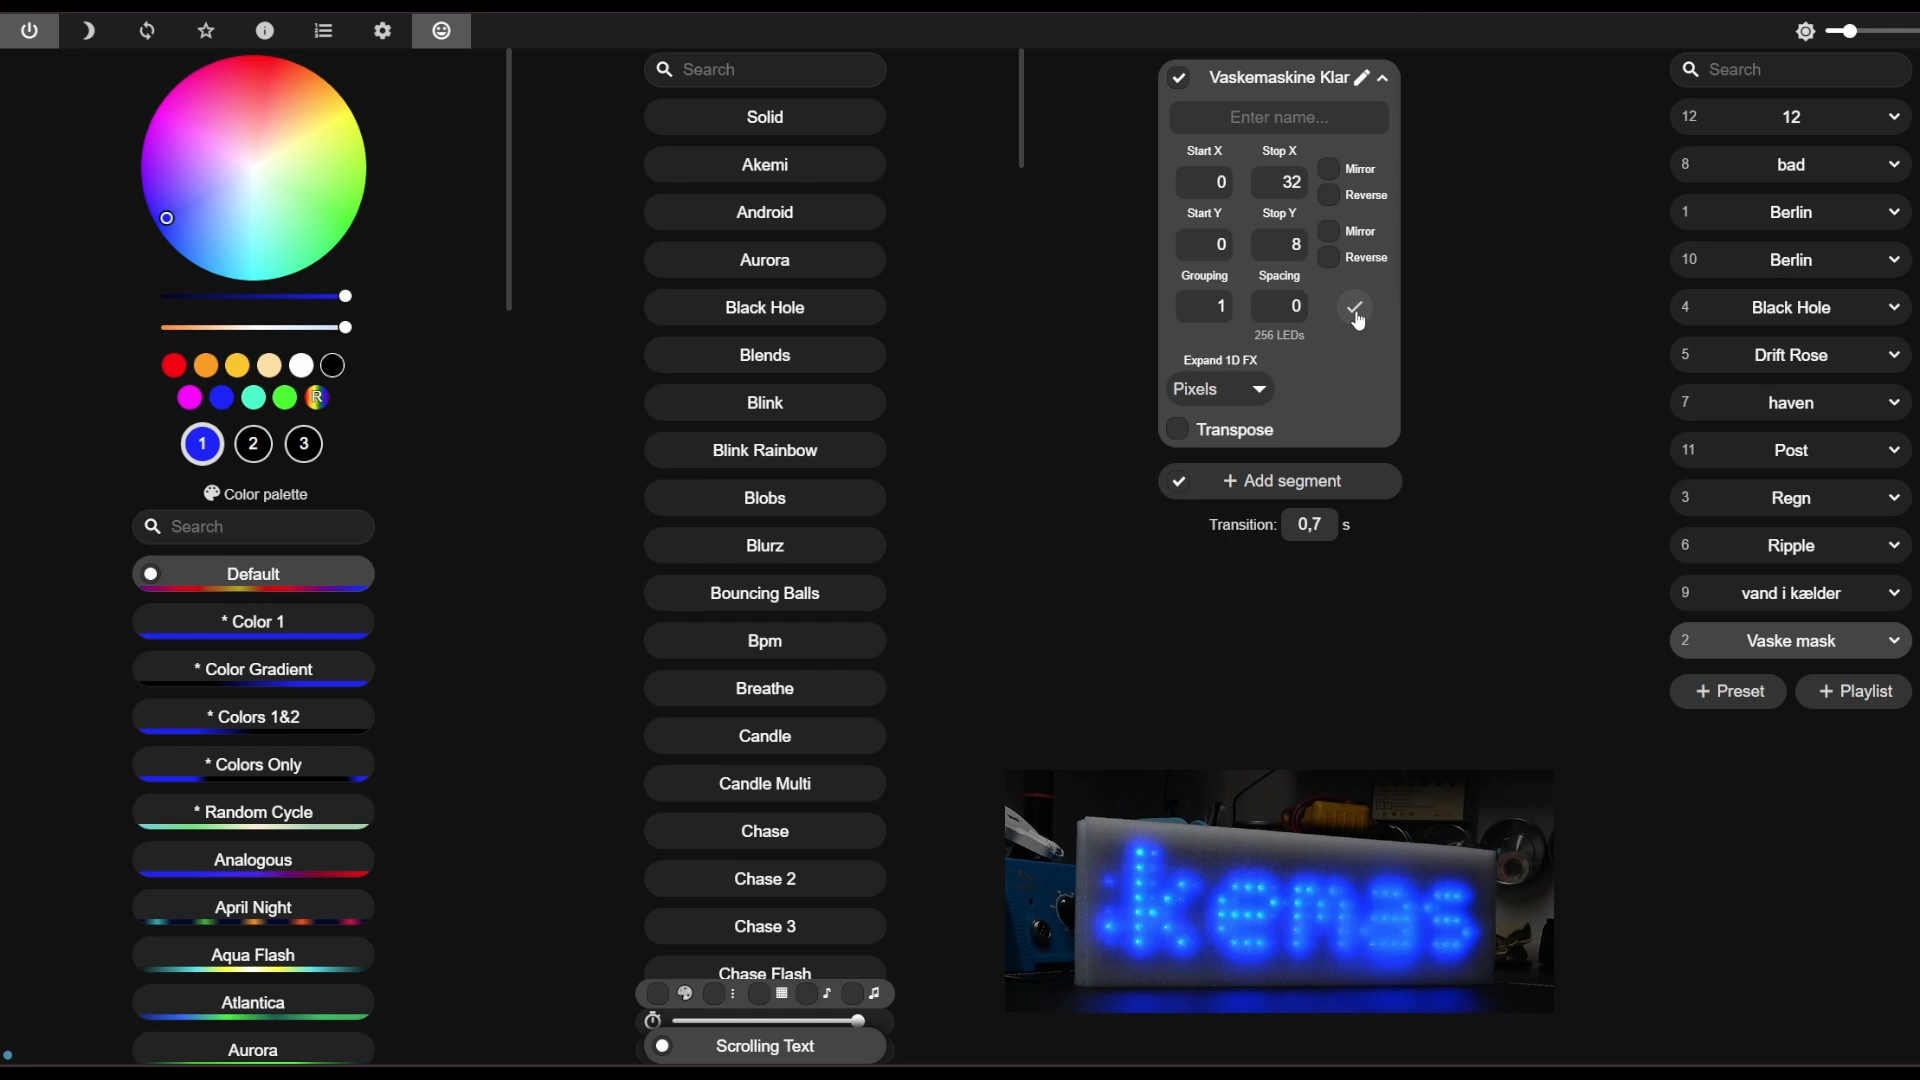 R
1 2 3
Color palette
Search
Default
* Color 1
* Color Gradient
* Colors 1&2
* Colors Only
* Random Cycle
Analogous
April Night
Aqua Flash
Atlantica
Aurora
Search
Solid
Akemi
Android
Aurora
Black Hole
Blends
Blink
Blink Rainbow
Blobs
Blurz
Bouncing Balls
Bpm
Breathe
Candle
Candle Multi
Chase
Chase 2
Chase 3
Chase Flash
Scrolling Text
Vaskemaskine Klar
Enter name...
Start X Stop X
Mirror
0 32
Reverse
Start Y Stop Y
Mirror
0 8
Reverse
Grouping Spacing
1 0
256 LEDs
Expand 1D FX
Pixels
Transpose
+ Add segment
Transition: 0,7 s
kemas
Search
12 12
8 bad
1 Berlin
10 Berlin
4 Black Hole
5 Drift Rose
7 haven
11 Post
3 Regn
6 Ripple
9 vand i kælder
2 Vaske mask
+ Preset + Playlist